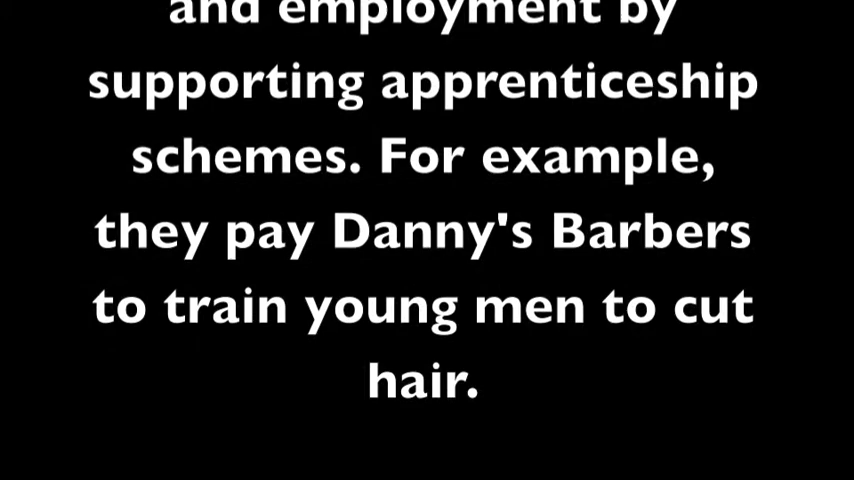 and employment by
supporting apprenticeship
schemes. For example,
they pay Danny's Barbers
to train young men to cut
hair.